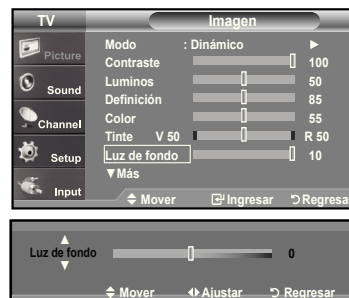 TV
Imagen
Picture
Sound
Channel
Setup
Input
Modo : Dinámico ►
Contraste 100
Luminos 50
Definición 85
Color 55
Tinte V 50 R 50
Luz de fondo 10
▼Más
Mover Ingresar Regresa
Luz de fondo 0
Mover Ajustar Regresar